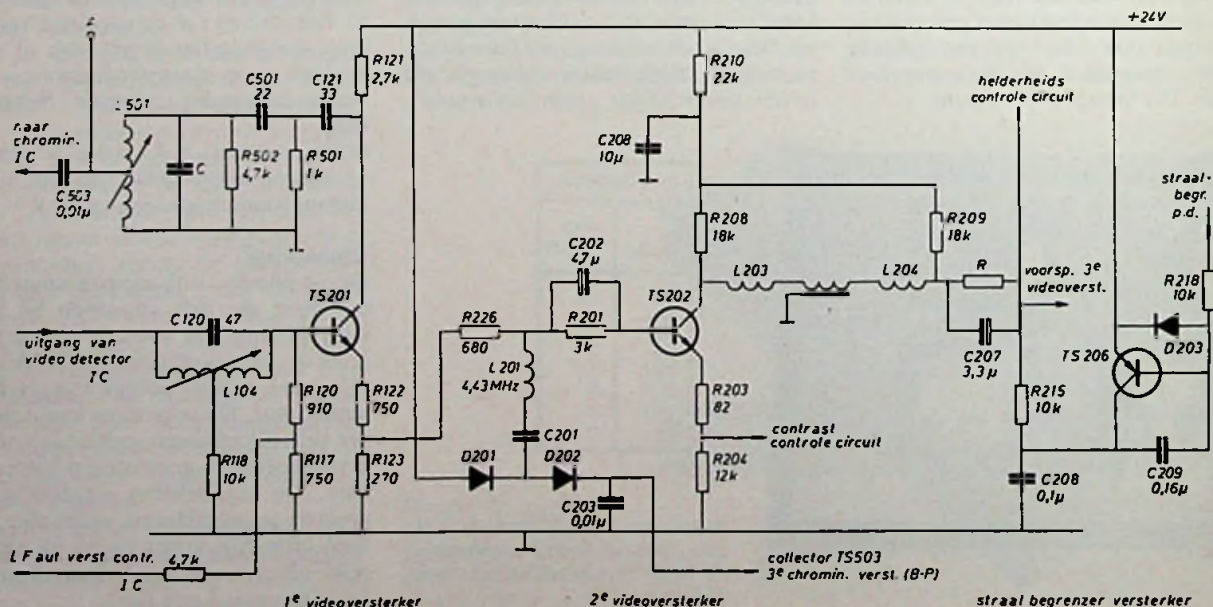 +24V
R121
2,7k
R210
22k
helderheids
controle circuit
C501
22
C121
33
L501
naar
chromin.
IC
C503
0,01µ
C
R502
4,7k
R501
1k
C208
10µ
straal-
begr.
p.d.
R208
18k
R209
18k
C202
4,7µ
L203
L204
R
voorsp. 3e
videoverst.
R218
10k
TS201
TS202
C120
47
uitgang van
video detector
IC
L104
R226
680
R201
3k
L201
4,43MHz
C207
3,3µ
D203
TS206
R120
910
R122
750
R203
82
R215
10k
contrast
controle circuit
R118
10k
R117
750
R123
270
C201
D201
D202
R204
12k
C203
0,01µ
C208
0,1µ
C209
0,16µ
LF aut verst contr.
IC
4,7k
collector TS503
3e chromin. verst. (B-P)
1e videoversterker
2e videoversterker
straal begrenzer versterker